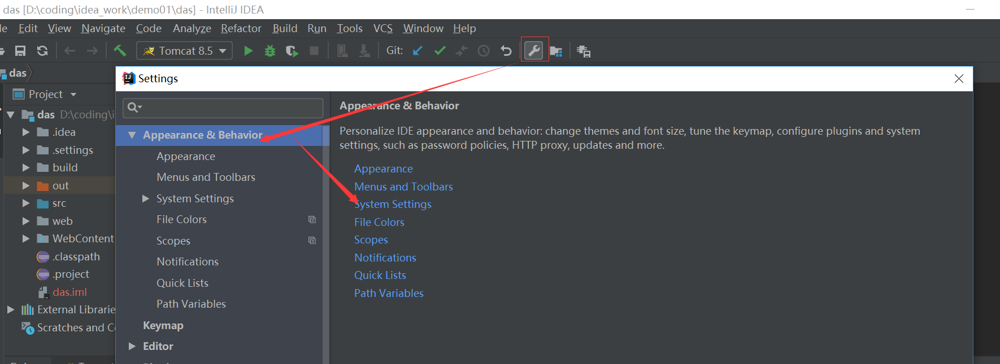 das [D:\coding\idea_work\demo01\das] - IntelliJ IDEA
Edit View Navigate Code Analyze Refactor Build Run Tools VCS Window Help
Tomcat 8.5 Git:
das
Settings
Project
das D:\coding\i
.idea
.settings
build
out
src
web
WebContent
.classpath
.project
das.iml
External Librarie
Scratches and C
Appearance & Behavior
Appearance
Menus and Toolbars
System Settings
File Colors
Scopes
Notifications
Quick Lists
Path Variables
Keymap
Editor
Appearance & Behavior
Personalize IDE appearance and behavior: change themes and font size, tune the keymap, configure plugins and system
settings, such as password policies, HTTP proxy, updates and more.
Appearance
Menus and Toolbars
System Settings
File Colors
Scopes
Notifications
Quick Lists
Path Variables